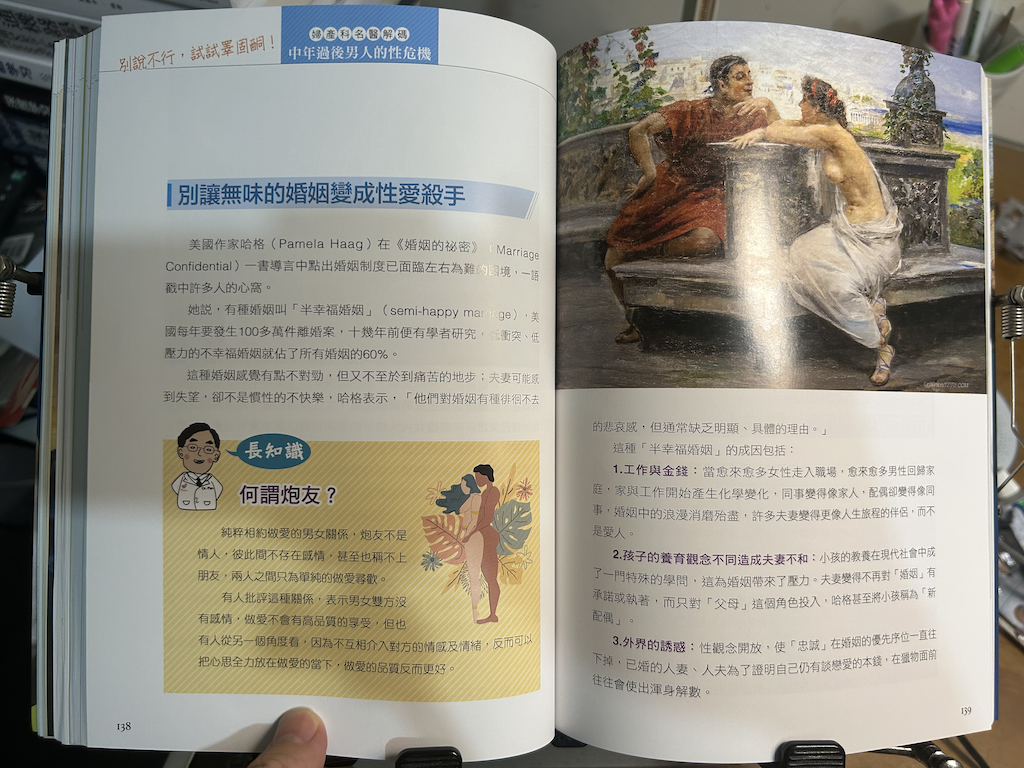 別說不行，試試睪固酮！
婦產科名醫解碼
中年過後男人的性危機
別讓無味的婚姻變成性愛殺手
美國作家哈格（Pamela Haag）在《婚姻的祕密》（Marriage
Confidential）一書導言中點出婚姻制度已面臨左右為難的困境，一語
戳中許多人的心窩。
她說，有種婚姻叫「半幸福婚姻」（semi-happy marriage），美
國每年要發生100多萬件離婚案，十幾年前便有學者研究，低衝突、低
壓力的不幸福婚姻就佔了所有婚姻的60%。
這種婚姻感覺有點不對勁，但又不至於到痛苦的地步；夫妻可能感
到失望，卻不是慣性的不快樂，哈格表示，「他們對婚姻有種徘徊不去
長知識
何謂炮友？
純粹相約做愛的男女關係，炮友不是
情人，彼此間不存在感情，甚至也稱不上
朋友，兩人之間只為單純的做愛尋歡。
有人批評這種關係，表示男女雙方沒
有感情，做愛不會有高品質的享受，但也
有人從另一個角度看，因為不互相介入對方的情感及情緒，反而可以
把心思全力放在做愛的當下，做愛的品質反而更好。
138
的悲哀感，但通常缺乏明顯、具體的理由。」
這種「半幸福婚姻」的成因包括：
1.工作與金錢：當愈來愈多女性走入職場，愈來愈多男性回歸家
庭，家與工作開始產生化學變化，同事變得像家人，配偶卻變得像同
事，婚姻中的浪漫消磨殆盡，許多夫妻變得更像人生旅程的伴侶，而不
是愛人。
2.孩子的養育觀念不同造成夫妻不和：小孩的教養在現代社會中成
了一門特殊的學問，這為婚姻帶來了壓力。夫妻變得不再對「婚姻」有
承諾或執著，而只對「父母」這個角色投入，哈格甚至將小孩稱為「新
配偶」。
3.外界的誘惑：性觀念開放，使「忠誠」在婚姻的優先序位一直往
下掉，已婚的人妻、人夫為了證明自己仍有談戀愛的本錢，在獵物面前
往往會使出渾身解數。
139